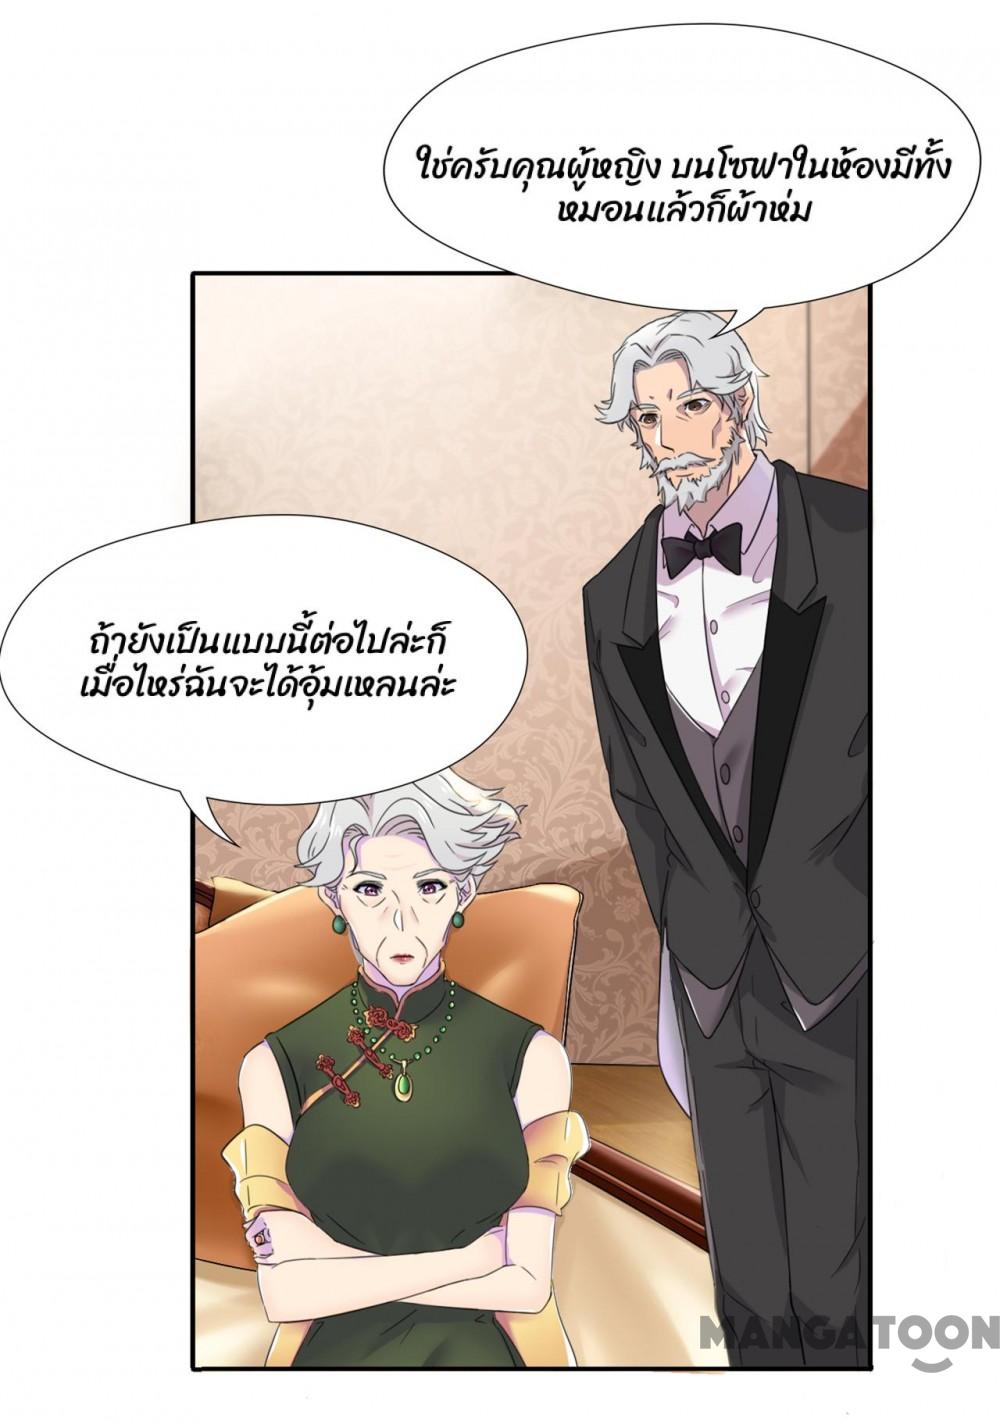 ใช่ครับคุณผู้หญิง บนโซฟาในห้องมีทั้ง
หมอนแล้วก็ผ้าห่ม
ถ้ายังเป็นแบบนี้ต่อไปล่ะก็
เมื่อไหร่ฉันจะได้อุ้มเหลนล่ะ
MANGATOON